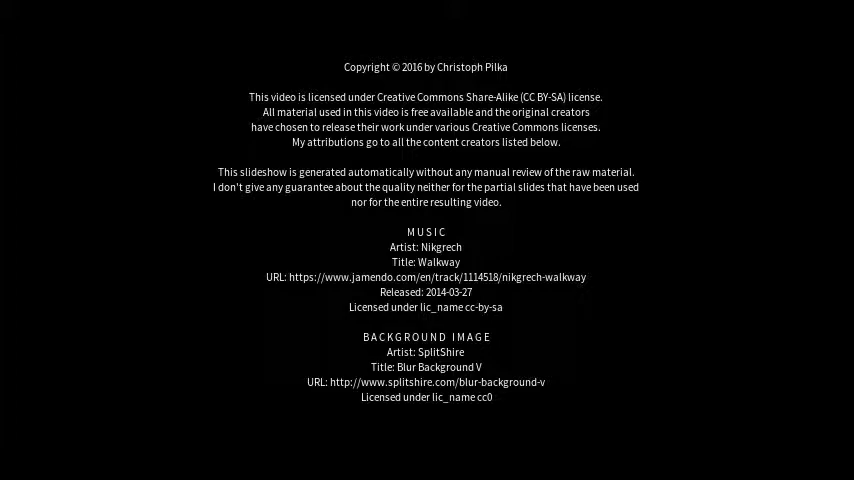 Copyright © 2016 by Christoph Pilka
This video is licensed under Creative Commons Share-Alike (CC BY-SA) license.
All material used in this video is free available and the original creators
have chosen to release their work under various Creative Commons licenses.
My attributions go to all the content creators listed below.
This slideshow is generated automatically without any manual review of the raw material.
I don't give any guarantee about the quality neither for the partial slides that have been used
nor for the entire resulting video.
MUSIC
Artist: Nikgrech
Title: Walkway
URL: https://www.jamendo.com/en/track/1114518/nikgrech-walkway
Released: 2014-03-27
Licensed under lic_name cc-by-sa
BACKGROUND IMAGE
Artist: SplitShire
Title: Blur Background V
URL: http://www.splitshire.com/blur-background-v
Licensed under lic_name cc0